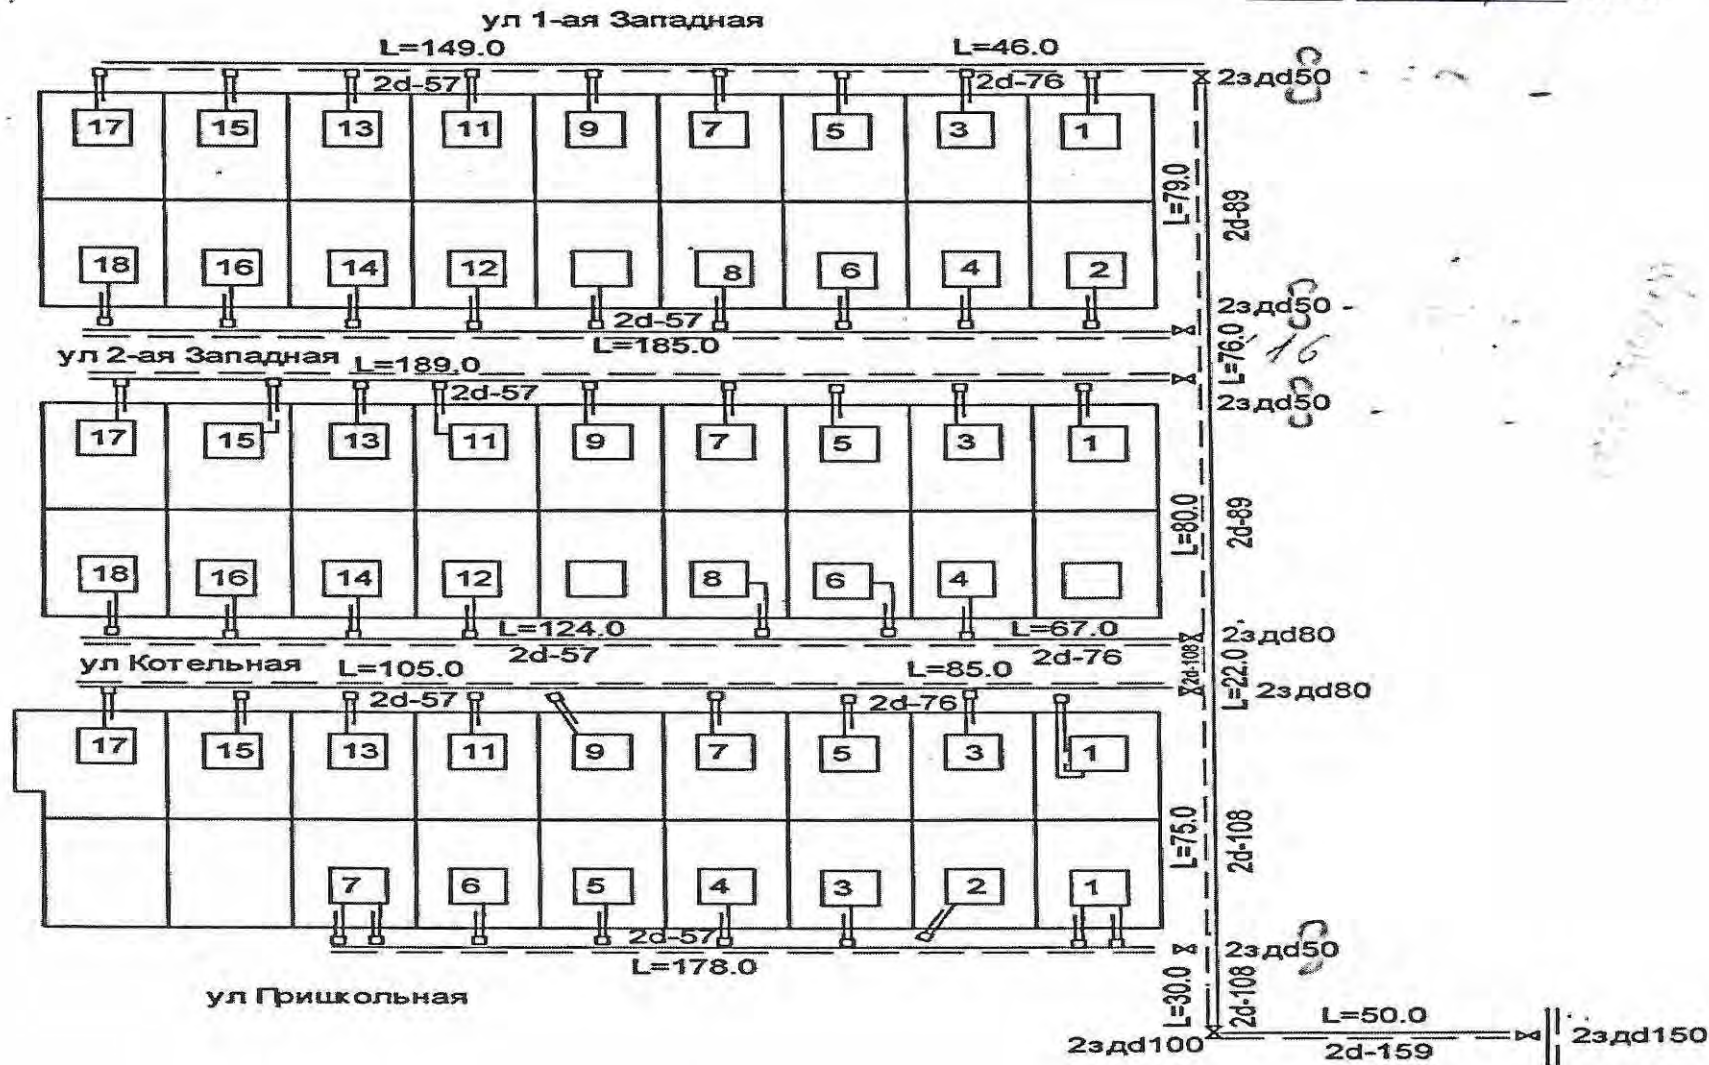 ул 1-ая Западная
L=149.0 L=46.0
2d-57 2d-76 2здd50
17 15 13 11 9 7 5 3 1
L=79.0
2d-89
18 16 14 12 8 6 4 2
2здd50
2d-57
L=185.0
L=76.0
16
ул 2-ая Западная
L=189.0
2d-57 2здd50
17 15 13 11 9 7 5 3 1
L=80.0
2d-89
18 16 14 12 8 6 4
L=124.0 L=67.0 2здd80
2d-57 2d-76
ул Котельная
L=105.0 L=85.0
2d-108
L=22.0
2здd80
2d-57 2d-76
17 15 13 11 9 7 5 3 1
L=75.0
2d-108
7 6 5 4 3 2 1
2d-57 2здd50
L=178.0
ул Пришкольная
L=30.0
2d-108
L=50.0
2здd100 2здd150
2d-159